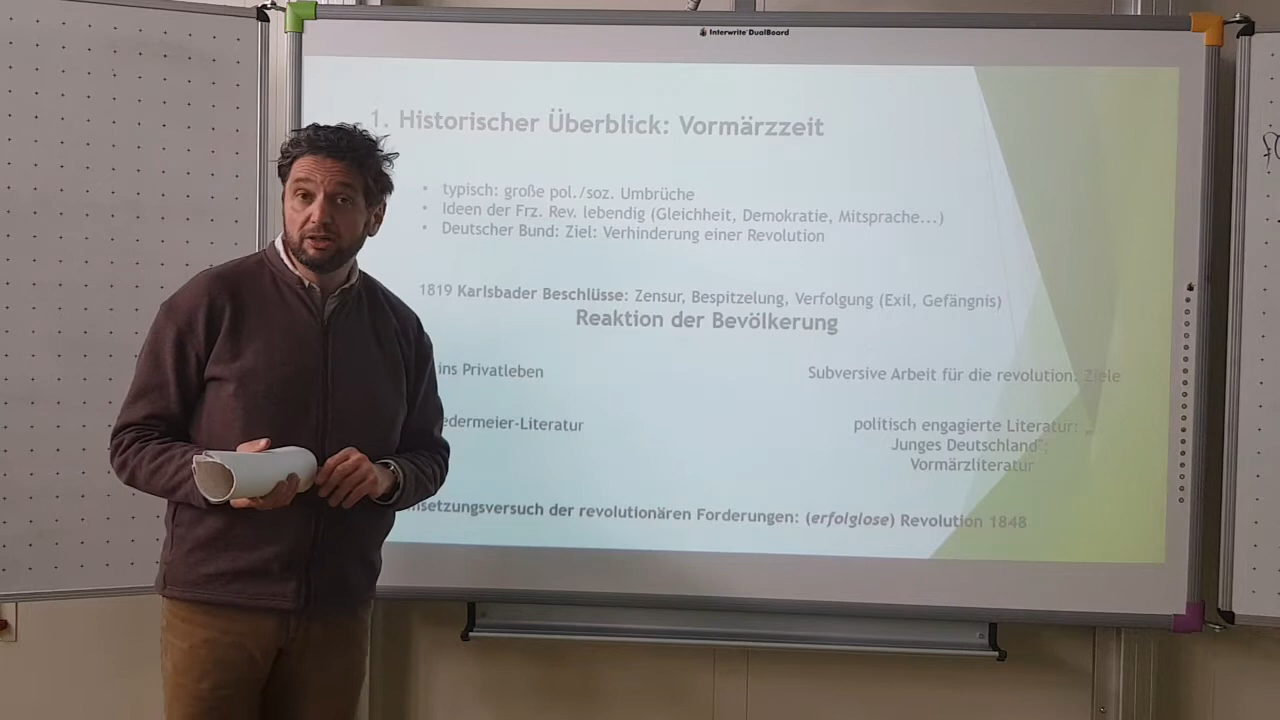 Interwrite DualBoard
1. Historischer Überblick: Vormärzzeit
• typisch: große pol./soz. Umbrüche
• Ideen der Frz. Rev. lebendig (Gleichheit, Demokratie, Mitsprache...)
• Deutscher Bund: Ziel: Verhinderung einer Revolution
1819 Karlsbader Beschlüsse: Zensur, Bespitzelung, Verfolgung (Exil, Gefängnis)
Reaktion der Bevölkerung
ins Privatleben
Subversive Arbeit für die revolution: Ziele
edermeier-Literatur
politisch engagierte Literatur: „
Junges Deutschland";
Vormärzliteratur
setzungsversuch der revolutionären Forderungen: (erfolglose) Revolution 1848